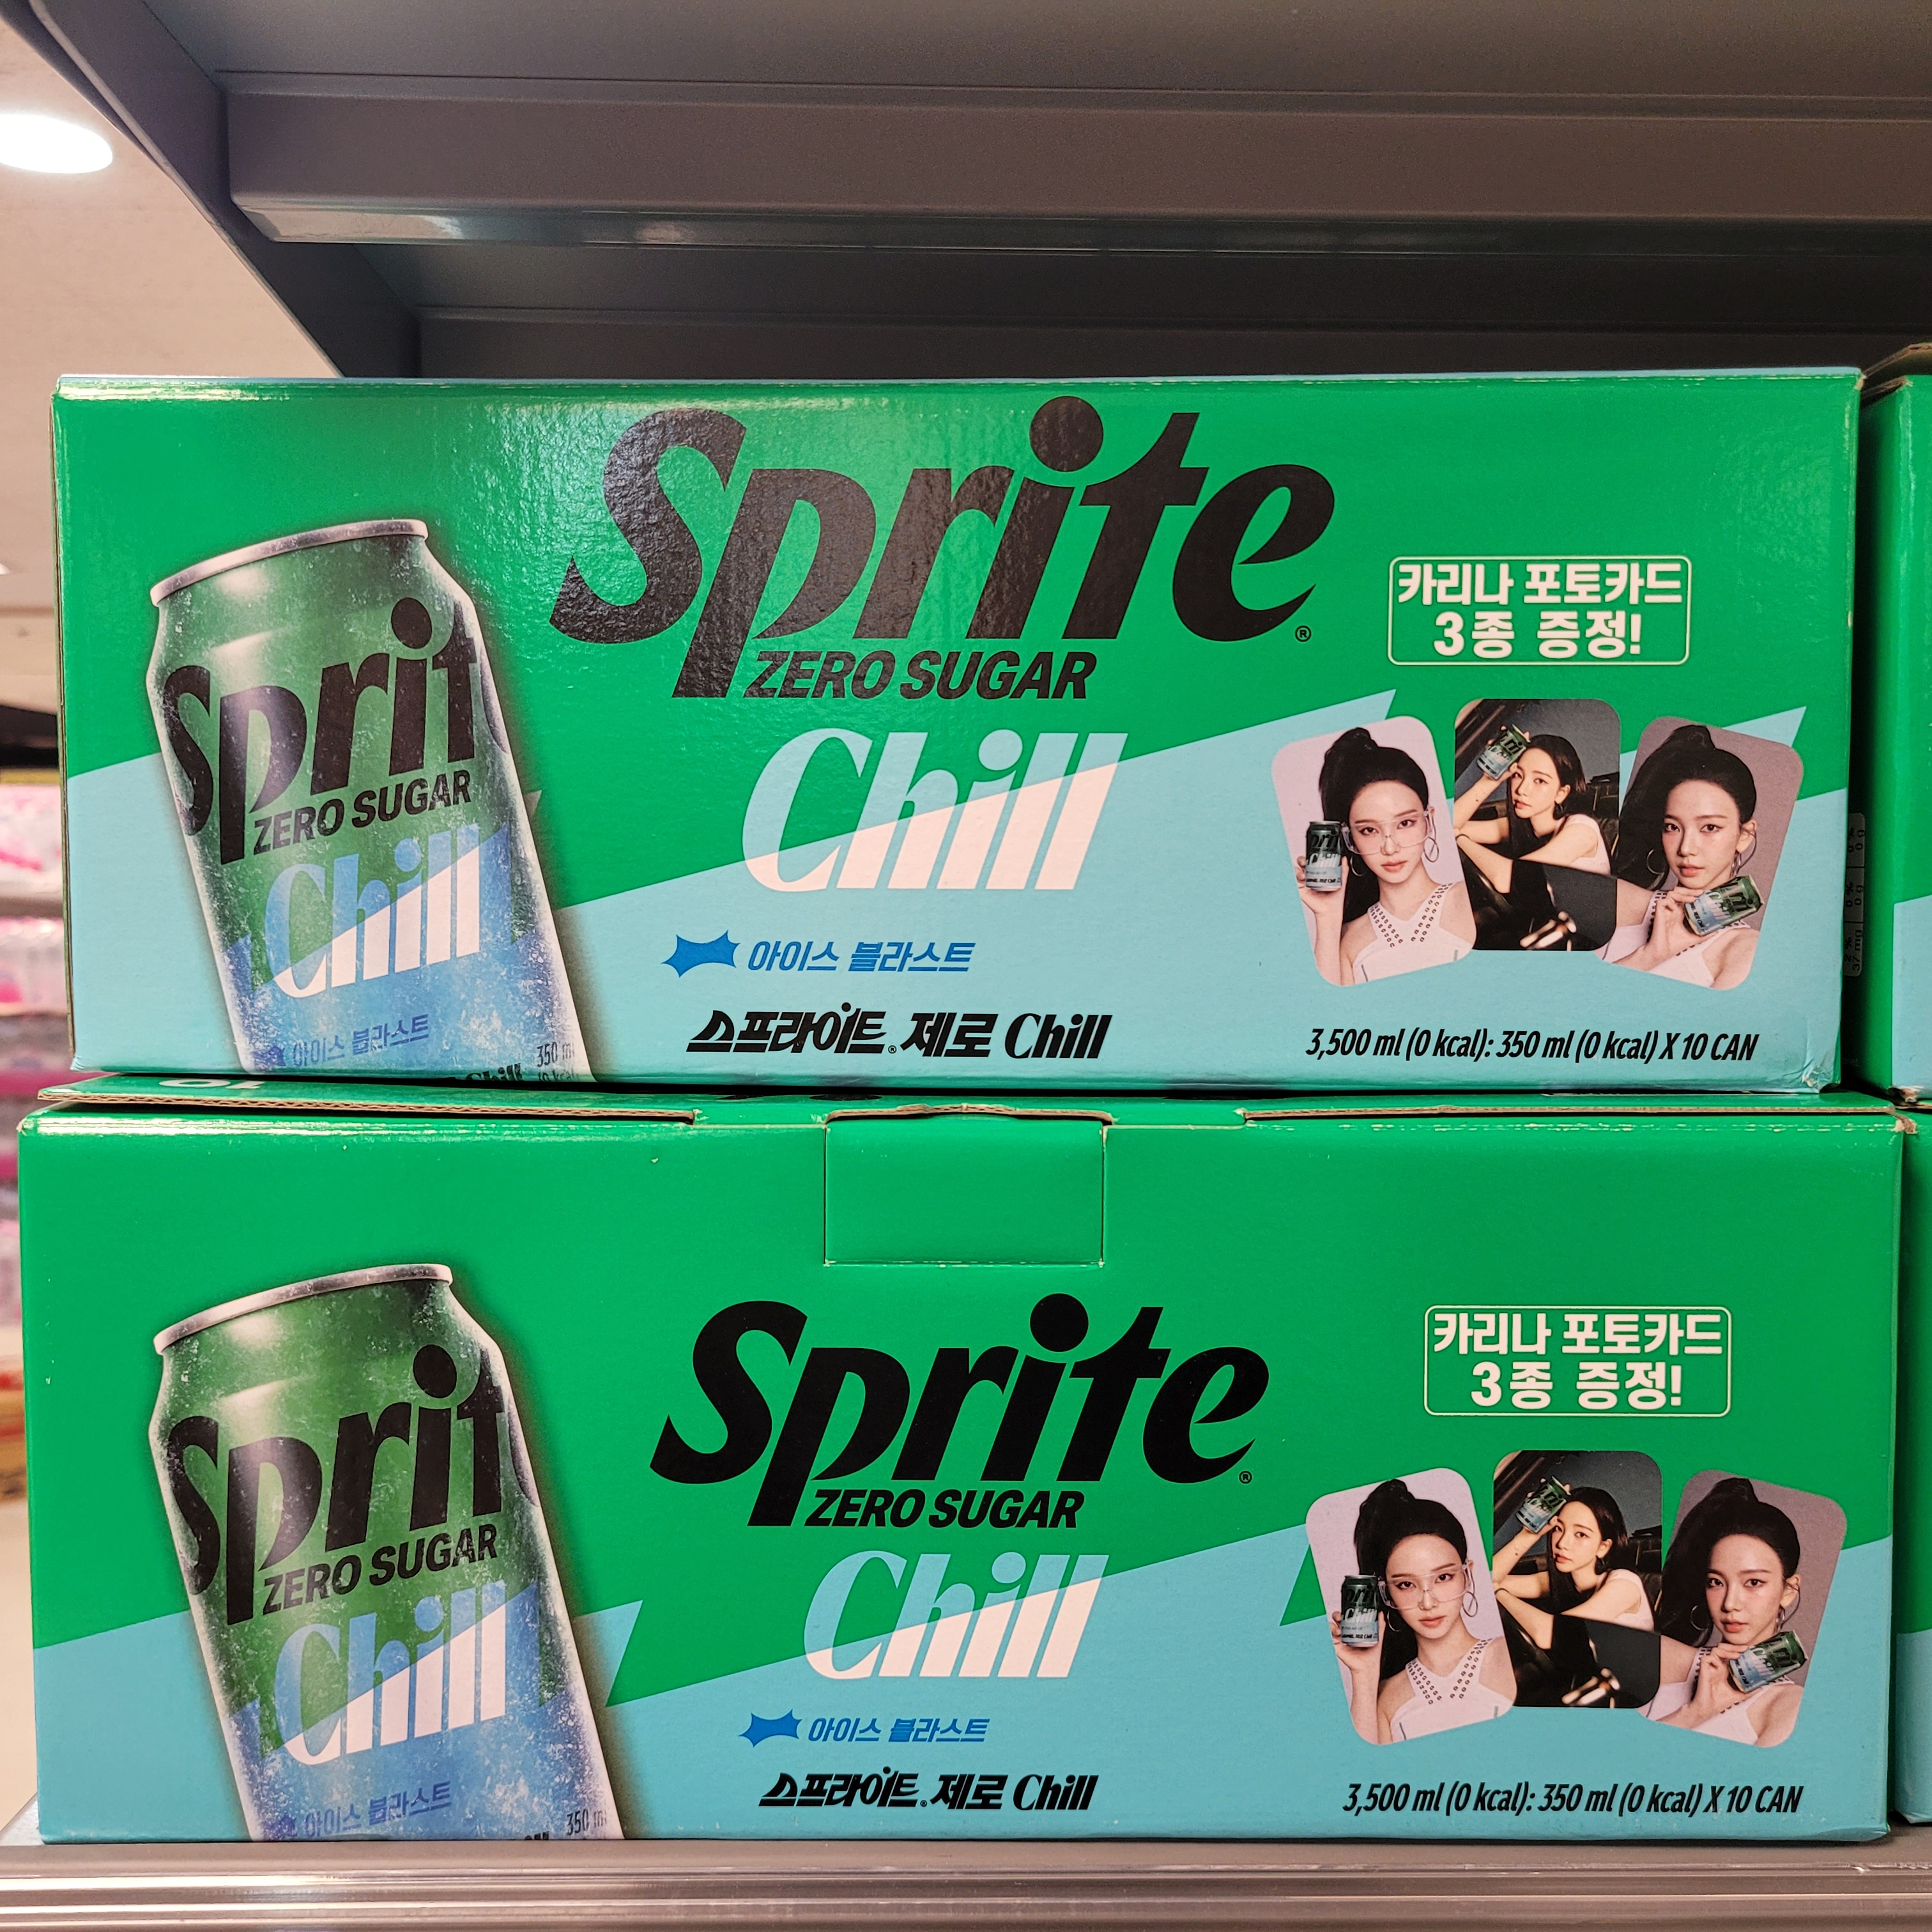 Sprite®
ZERO SUGAR
Chill
아이스 블라스트
스프라이트® 제로 Chill
Sprit
ZERO SUGAR
Chill
아이스 블라스트
350 m
카리나 포토카드
3종 증정!
3,500 ml (0 kcal): 350 ml (0 kcal) X 10 CAN
Sprite®
ZERO SUGAR
Chill
아이스 블라스트
스프라이트® 제로 Chill
Sprit
ZERO SUGAR
Chill
아이스 블라스트
350 m
카리나 포토카드
3종 증정!
3,500 ml (0 kcal): 350 ml (0 kcal) X 10 CAN